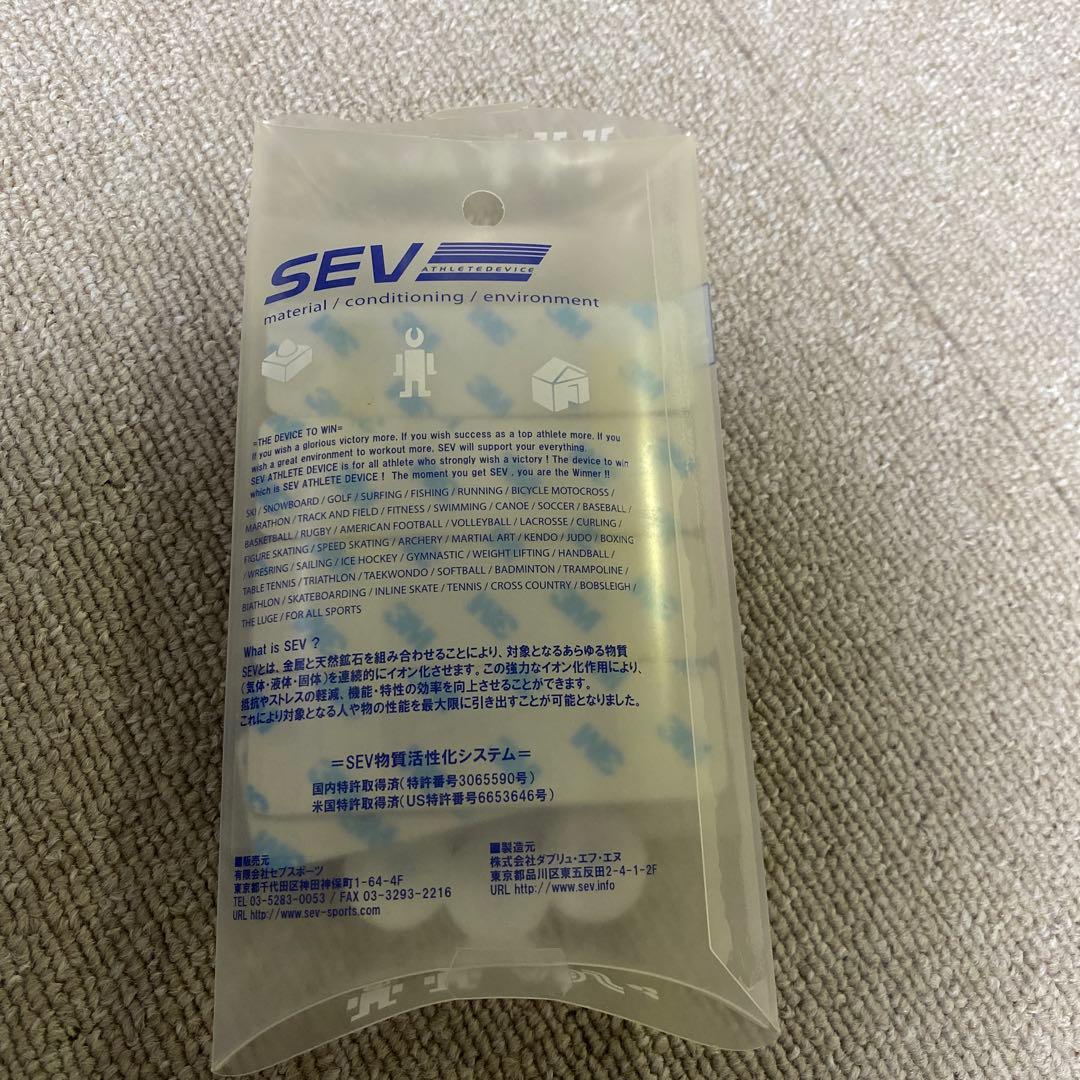 SEV
ATHLETEDEVICE
material / conditioning / environment
=THE DEVICE TO WIN=
If you wish a glorious victory more. If you wish success as a top athlete more. If you
wish a great environment to workout more. SEV will support your everything.
SEV ATHLETE DEVICE is for all athlete who strongly wish a victory ! The device to win
which is SEV ATHLETE DEVICE ! The moment you get SEV , you are the Winner !!
SKI / SNOWBOARD / GOLF / SURFING / FISHING / RUNNING / BICYCLE MOTOCROSS /
MARATHON / TRACK AND FIELD / FITNESS / SWIMMING / CANOE / SOCCER / BASEBALL /
BASKETBALL / RUGBY / AMERICAN FOOTBALL / VOLLEYBALL / LACROSSE / CURLING /
FIGURE SKATING / SPEED SKATING / ARCHERY / MARTIAL ART / KENDO / JUDO / BOXING
/ WRESRING / SAILING / ICE HOCKEY / GYMNASTIC / WEIGHT LIFTING / HANDBALL /
TABLE TENNIS / TRIATHLON / TAEKWONDO / SOFTBALL / BADMINTON / TRAMPOLINE /
BIATHLON / SKATEBOARDING / INLINE SKATE / TENNIS / CROSS COUNTRY / BOBSLEIGH /
THE LUGE / FOR ALL SPORTS
What is SEV ?
SEVとは、金属と天然鉱石を組み合わせることにより、対象となるあらゆる物質
(気体・液体・固体)を連続的にイオン化させます。この強力なイオン化作用により、
抵抗やストレスの軽減、機能・特性の効率を向上させることができます。
これにより対象となる人や物の性能を最大限に引き出すことが可能となりました。
=SEV物質活性化システム=
国内特許取得済(特許番号3065590号)
米国特許取得済(US特許番号6653646号)
■販売元
有限会社セブスポーツ
東京都千代田区神田神保町1-64-4F
TEL 03-5283-0053 / FAX 03-3293-2216
URL http://www.sev-sports.com
■製造元
株式会社ダブリュ・エフ・エヌ
東京都品川区東五反田2-4-1-2F
URL http://www.sev.info